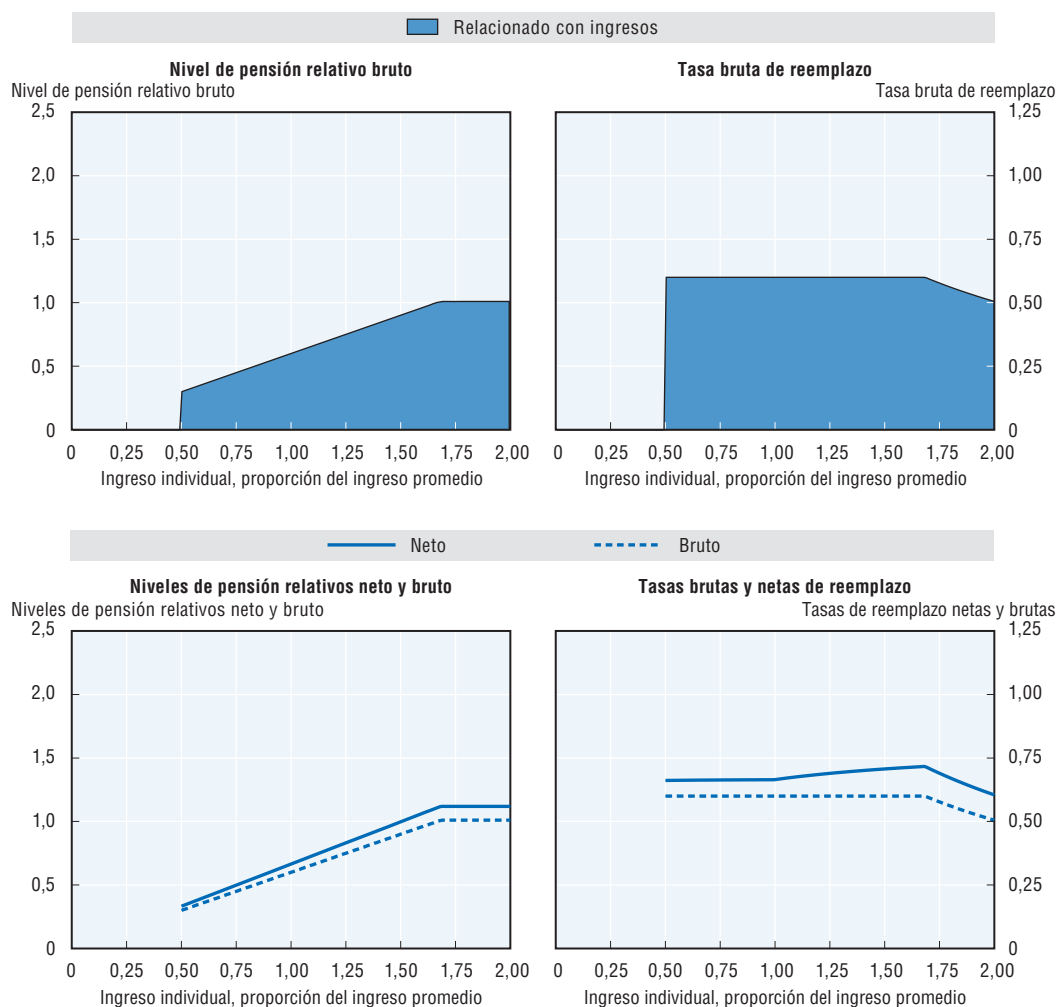 Relacionado con ingresos
Nivel de pensión relativo bruto
Nivel de pensión relativo bruto
2,5
2,0
1,5
1,0
0,5
0
0 0,25 0,50 0,75 1,00 1,25 1,50 1,75 2,00
Ingreso individual, proporción del ingreso promedio
Tasa bruta de reemplazo
Tasa bruta de reemplazo
1,25
1,00
0,75
0,50
0,25
0
0 0,25 0,50 0,75 1,00 1,25 1,50 1,75 2,00
Ingreso individual, proporción del ingreso promedio
Neto Bruto
Niveles de pensión relativos neto y bruto
Niveles de pensión relativos neto y bruto
2,5
2,0
1,5
1,0
0,5
0
0 0,25 0,50 0,75 1,00 1,25 1,50 1,75 2,00
Ingreso individual, proporción del ingreso promedio
Tasas brutas y netas de reemplazo
Tasas de reemplazo netas y brutas
1,25
1,00
0,75
0,50
0,25
0
0 0,25 0,50 0,75 1,00 1,25 1,50 1,75 2,00
Ingreso individual, proporción del ingreso promedio